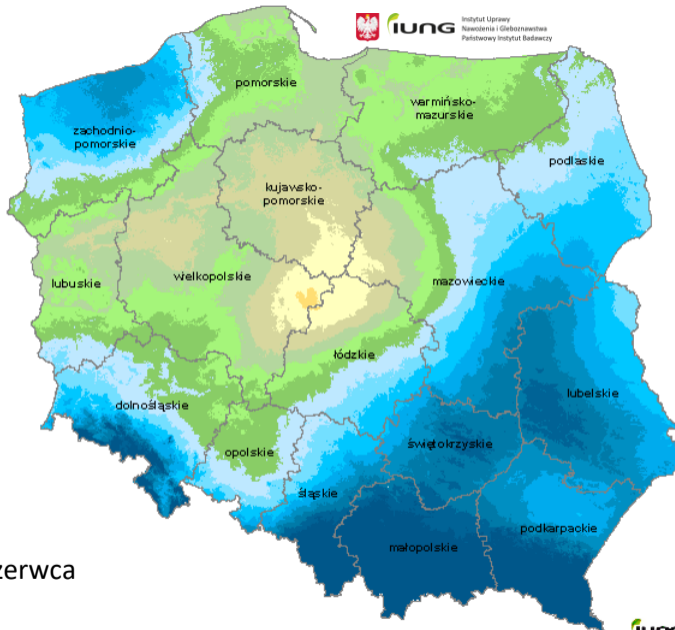 IUNG
Instytut Uprawy
Nawożenia i Gleboznawstwa
Państwowy Instytut Badawczy
pomorskie
warmińsko-
mazurskie
zachodnio-
pomorskie
podlaskie
kujawsko-
pomorskie
wielkopolskie
mazowieckie
lubuskie
łódzkie
lubelskie
dolnośląskie
opolskie
świętokrzyskie
śląskie
podkarpackie
małopolskie
zerwca